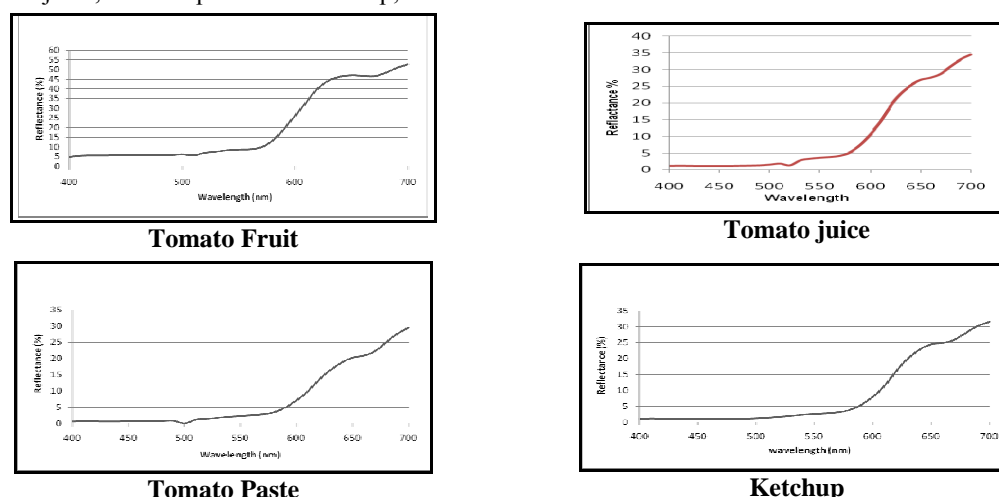 60
55
50
45
40
35
30
25
20
15
10
5
0
Reflectance (%)
400 500 600 700
Wavelength (nm)
Tomato Fruit
40
35
30
25
20
15
10
5
0
Reflactance %
400 450 500 550 600 650 700
Wavelength
Tomato juice
35
30
25
20
15
10
5
0
Reflectance (%)
400 450 500 550 600 650 700
Wavelength (nm)
Tomato Paste
35
30
25
20
15
10
5
0
Reflectance (%)
400 450 500 550 600 650 700
wavelength (nm)
Ketchup